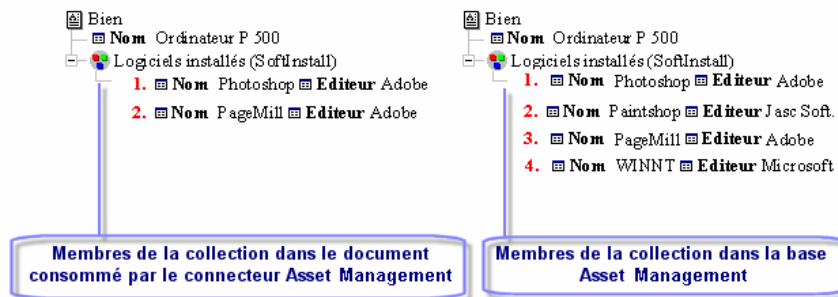 Bien
Nom Ordinateur P 500
Logiciels installés (SoftInstall)
1. Nom Photoshop Editeur Adobe
2. Nom PageMill Editeur Adobe
Membres de la collection dans le document
consommé par le connecteur Asset Management
Bien
Nom Ordinateur P 500
Logiciels installés (SoftInstall)
1. Nom Photoshop Editeur Adobe
2. Nom Paintshop Editeur Jasc Soft.
3. Nom PageMill Editeur Adobe
4. Nom WINNT Editeur Microsoft
Membres de la collection dans la base
Asset Management